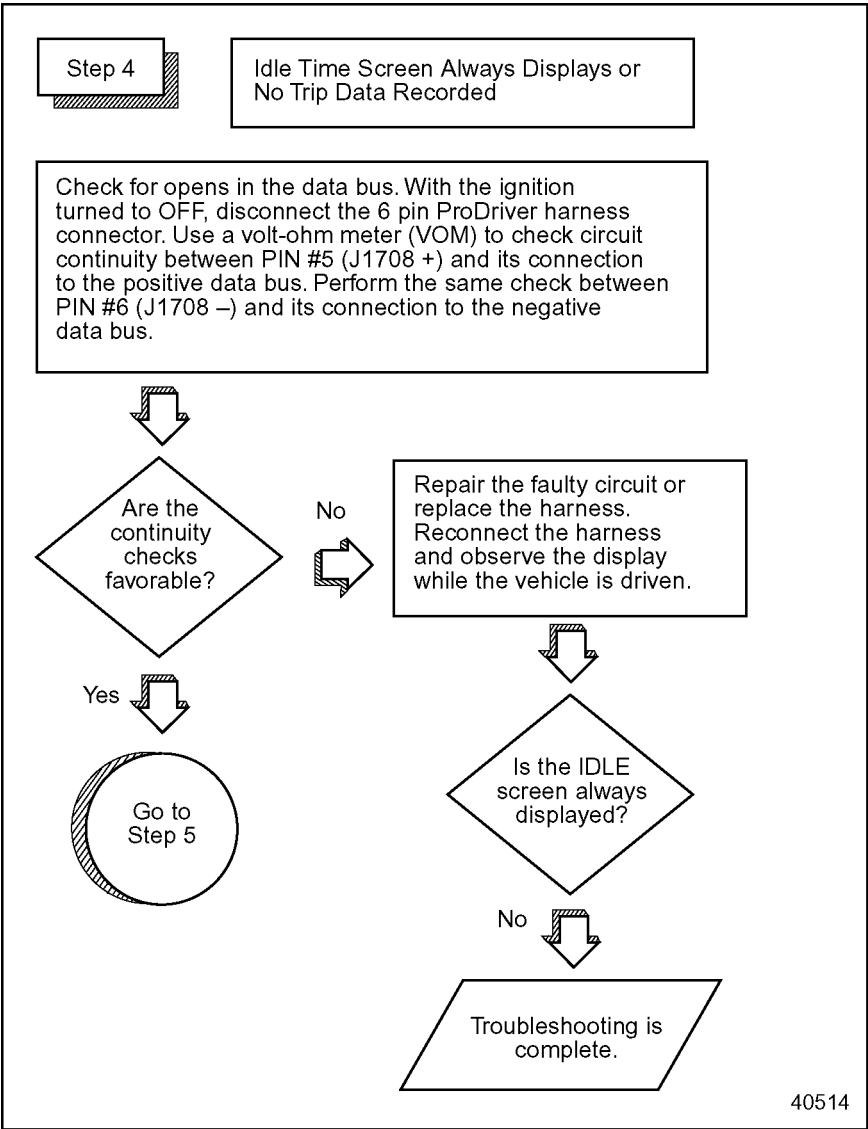 Step 4
Idle Time Screen Always Displays or
No Trip Data Recorded
Check for opens in the data bus. With the ignition
turned to OFF, disconnect the 6 pin ProDriver harness
connector. Use a volt-ohm meter (VOM) to check circuit
continuity between PIN #5 (J1708 +) and its connection
to the positive data bus. Perform the same check between
PIN #6 (J1708 –) and its connection to the negative
data bus.
Are the
continuity
checks
favorable?
No
Repair the faulty circuit or
replace the harness.
Reconnect the harness
and observe the display
while the vehicle is driven.
Yes
Go to
Step 5
Is the IDLE
screen always
displayed?
No
Troubleshooting is
complete.
40514